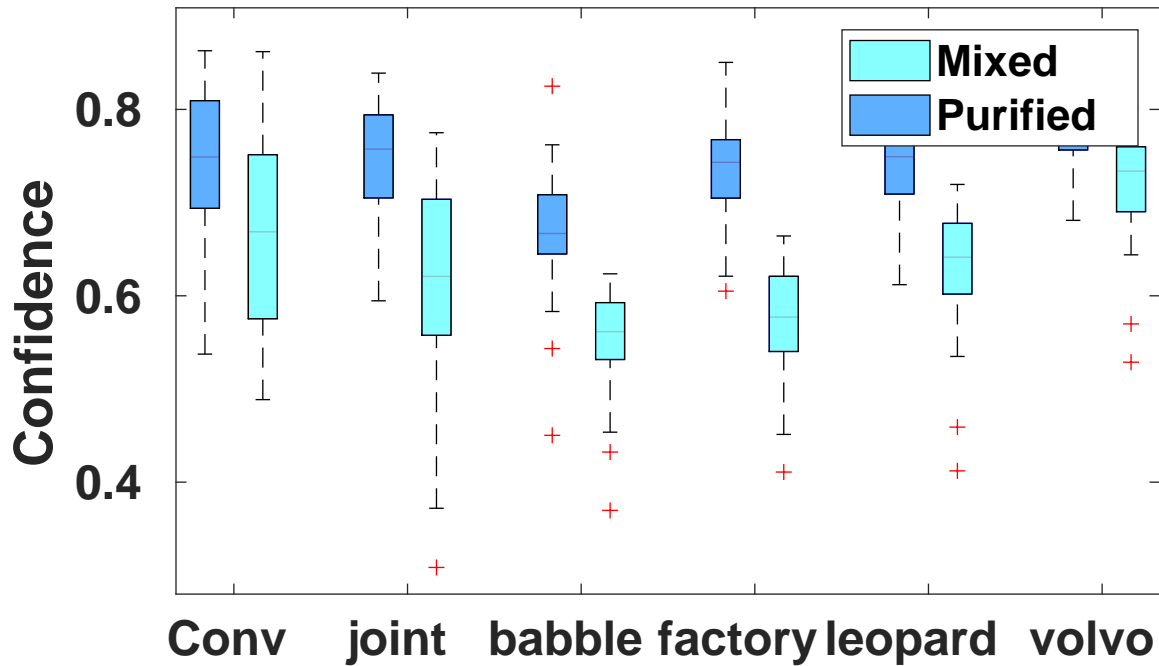 Mixed
Purified
0.8
0.6
0.4
Confidence
Conv joint babble factory leopard volvo